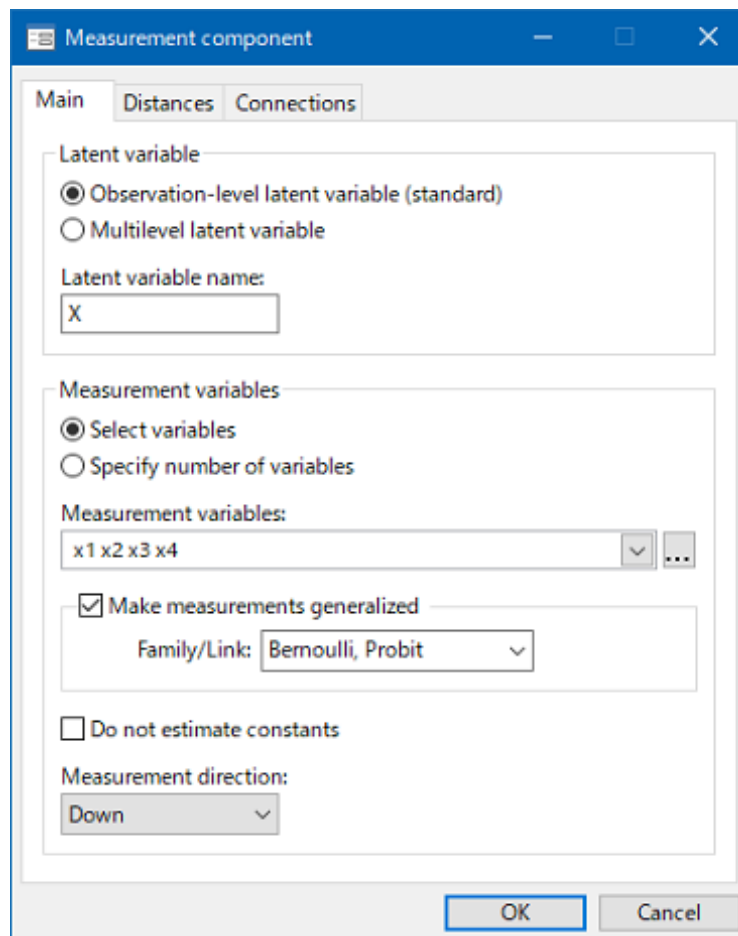 Measurement component
Main Distances Connections
Latent variable
Observation-level latent variable (standard)
Multilevel latent variable
Latent variable name:
X
Measurement variables
Select variables
Specify number of variables
Measurement variables:
x1 x2 x3 x4
...
Make measurements generalized
Family/Link: Bernoulli, Probit
Do not estimate constants
Measurement direction:
Down
OK Cancel